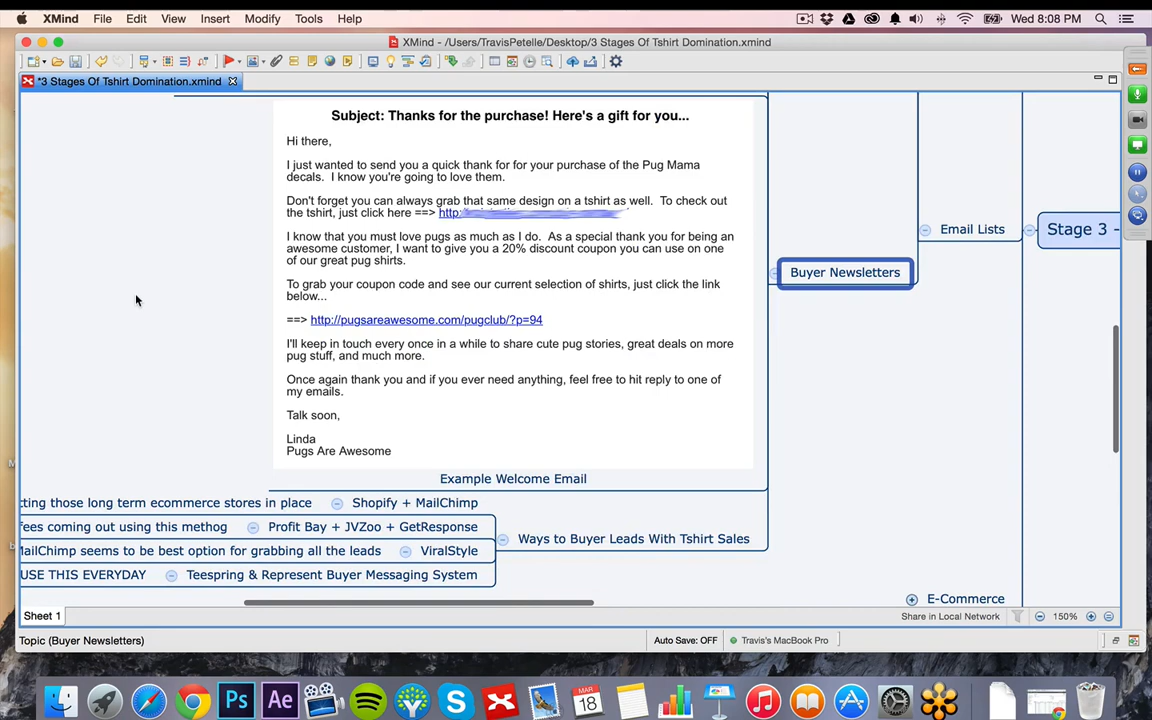 XMind File Edit View Insert Modify Tools Help Wed 8:08 PM
XMind - /Users/TravisPetelle/Desktop/3 Stages Of Tshirt Domination.xmind
*3 Stages Of Tshirt Domination.xmind
Subject: Thanks for the purchase! Here's a gift for you...
Hi there,
I just wanted to send you a quick thank for for your purchase of the Pug Mama
decals. I know you're going to love them.
Don't forget you can always grab that same design on a tshirt as well. To check out
the tshirt, just click here ==> http:
I know that you must love pugs as much as I do. As a special thank you for being an
awesome customer, I want to give you a 20% discount coupon you can use on one
of our great pug shirts.
To grab your coupon code and see our current selection of shirts, just click the link
below...
==> http://pugsareawesome.com/pugclub/?p=94
I'll keep in touch every once in a while to share cute pug stories, great deals on more
pug stuff, and much more.
Once again thank you and if you ever need anything, feel free to hit reply to one of
my emails.
Talk soon,
Linda
Pugs Are Awesome
Example Welcome Email
Email Lists
Stage 3 -
Buyer Newsletters
tting those long term ecommerce stores in place
Shopify + MailChimp
fees coming out using this methog
Profit Bay + JVZoo + GetResponse
Ways to Buyer Leads With Tshirt Sales
MailChimp seems to be best option for grabbing all the leads
ViralStyle
USE THIS EVERYDAY
Teespring & Represent Buyer Messaging System
E-Commerce
Sheet 1
Share in Local Network
150%
Topic (Buyer Newsletters)
Auto Save: OFF
Travis's MacBook Pro
Ps
Ae
MAR
18